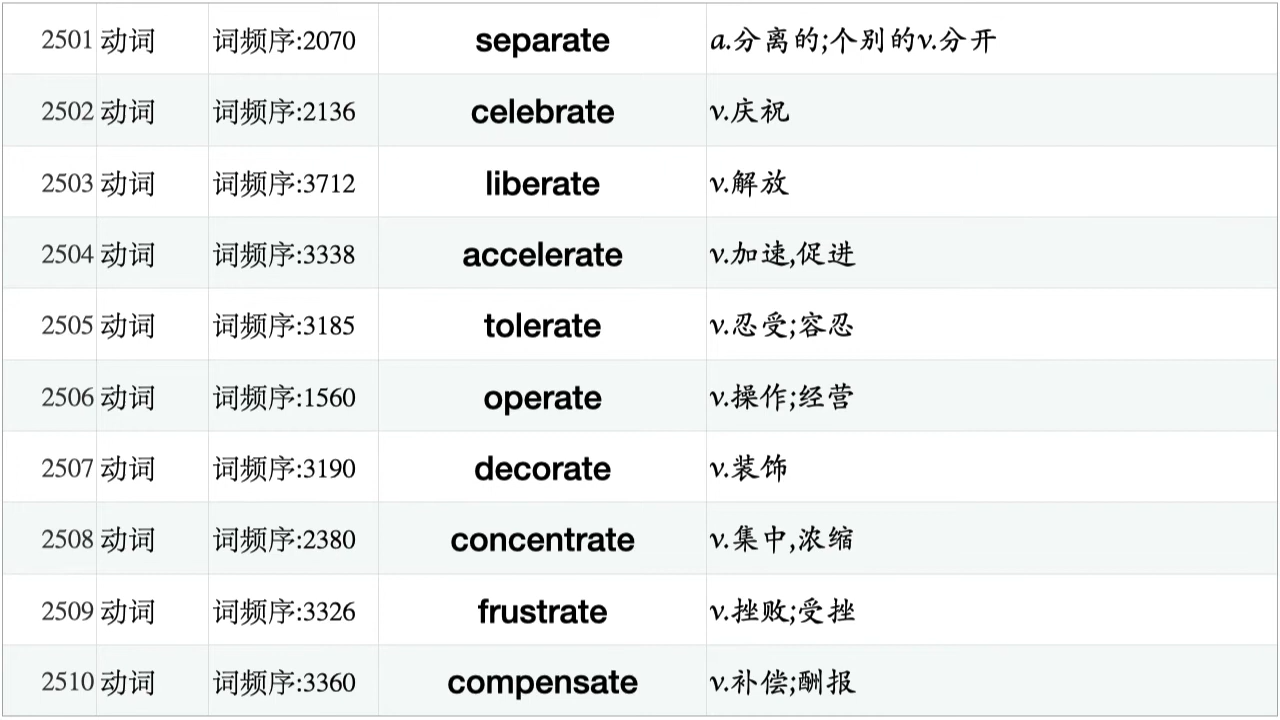 2501 动词 词频序:2070 separate a.分离的;个别的v.分开
2502 动词 词频序:2136 celebrate v.庆祝
2503 动词 词频序:3712 liberate v.解放
2504 动词 词频序:3338 accelerate v.加速,促进
2505 动词 词频序:3185 tolerate v.忍受;容忍
2506 动词 词频序:1560 operate v.操作;经营
2507 动词 词频序:3190 decorate v.装饰
2508 动词 词频序:2380 concentrate v.集中,浓缩
2509 动词 词频序:3326 frustrate v.挫败;受挫
2510 动词 词频序:3360 compensate v.补偿;酬报